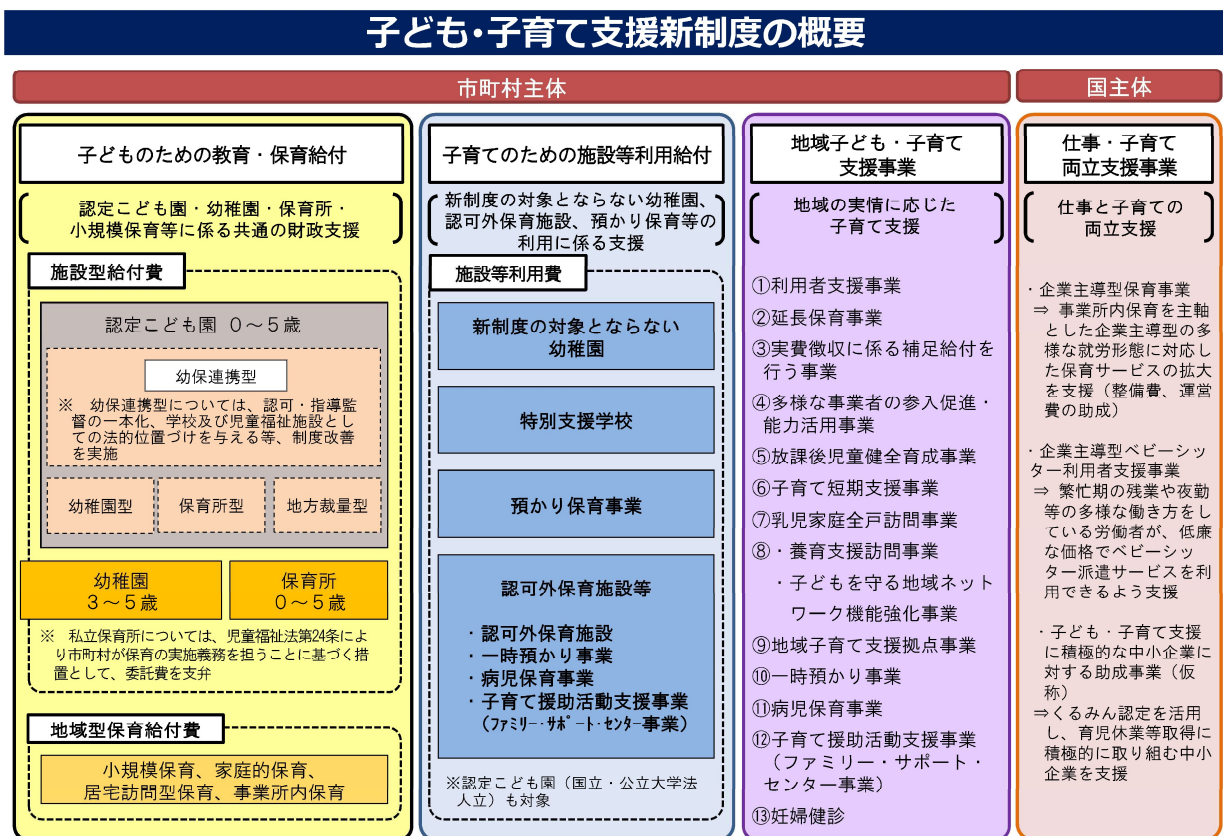 子ども・子育て支援新制度の概要
市町村主体
国主体
子どものための教育・保育給付
認定こども園・幼稚園・保育所・
小規模保育等に係る共通の財政支援
施設型給付費
認定こども園 0～5歳
幼保連携型
※ 幼保連携型については、認可・指導監
督の一本化、学校及び児童福祉施設とし
ての法的位置づけを与える等、制度改善
を実施
幼稚園型
保育所型
地方裁量型
幼稚園
3～5歳
保育所
0～5歳
※ 私立保育所については、児童福祉法第24条によ
り市町村が保育の実施義務を担うことに基づく措
置として、委託費を支弁
地域型保育給付費
小規模保育、家庭的保育、
居宅訪問型保育、事業所内保育
子育てのための施設等利用給付
新制度の対象とならない幼稚園、
認可外保育施設、預かり保育等の
利用に係る支援
施設等利用費
新制度の対象とならない
幼稚園
特別支援学校
預かり保育事業
認可外保育施設等
・認可外保育施設
・一時預かり事業
・病児保育事業
・子育て援助活動支援事業
（ﾌｧﾐﾘｰ・ｻﾎﾟｰﾄ・ｾﾝﾀｰ事業）
※認定こども園（国立・公立大学法
人立）も対象
地域子ども・子育て
支援事業
地域の実情に応じた
子育て支援
①利用者支援事業
②延長保育事業
③実費徴収に係る補足給付を
行う事業
④多様な事業者の参入促進・
能力活用事業
⑤放課後児童健全育成事業
⑥子育て短期支援事業
⑦乳児家庭全戸訪問事業
⑧・養育支援訪問事業
・子どもを守る地域ネット
ワーク機能強化事業
⑨地域子育て支援拠点事業
⑩一時預かり事業
⑪病児保育事業
⑫子育て援助活動支援事業
（ファミリー・サポート・
センター事業）
⑬妊婦健診
仕事・子育て
両立支援事業
仕事と子育ての
両立支援
・企業主導型保育事業
⇒ 事業所内保育を主軸
とした企業主導型の多
様な就労形態に対応し
た保育サービスの拡大
を支援（整備費、運営
費の助成）
・企業主導型ベビーシッ
ター利用者支援事業
⇒ 繁忙期の残業や夜勤
等の多様な働き方をし
ている労働者が、低廉
な価格でベビーシッ
ター派遣サービスを利
用できるよう支援
・子ども・子育て支援
に積極的な中小企業に
対する助成事業（仮
称）
⇒くるみん認定を活用
し、育児休業等取得に
積極的に取り組む中小
企業を支援